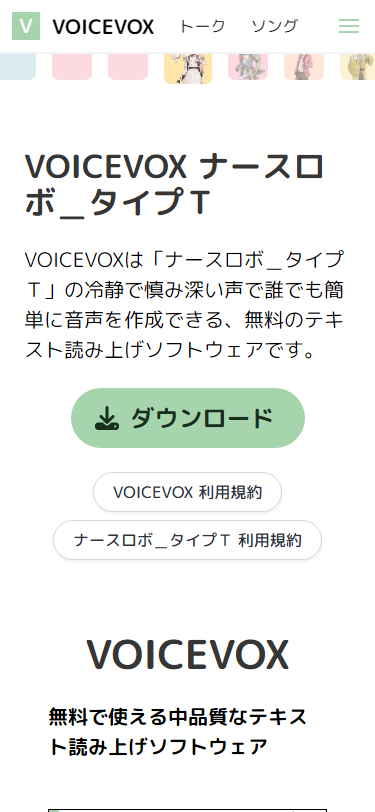 V VOICEVOX トーク ソング
VOICEVOX ナースロ
ボ＿タイプＴ
VOICEVOXは「ナースロボ＿タイプ
Ｔ」の冷静で慎み深い声で誰でも簡
単に音声を作成できる、無料のテキ
スト読み上げソフトウェアです。
ダウンロード
VOICEVOX 利用規約
ナースロボ＿タイプＴ 利用規約
VOICEVOX
無料で使える中品質なテキス
ト読み上げソフトウェア